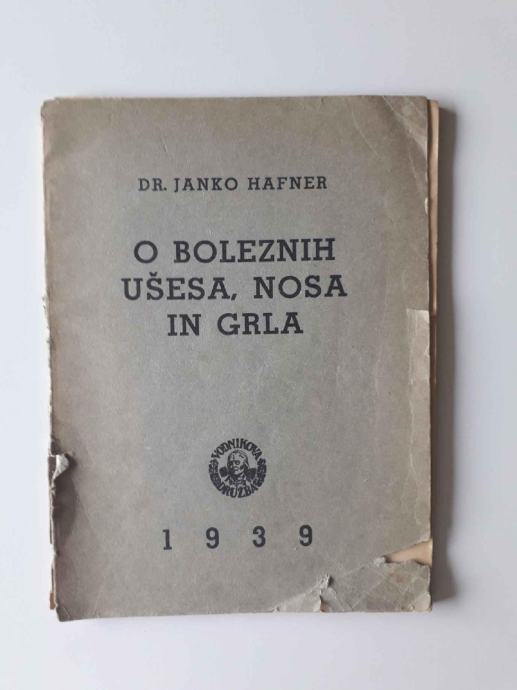 DR. JANKO HAFNER
O BOLEZNIH
UŠESA, NOSA
IN GRLA
VODNIKOVA
DRUŽBA
1939